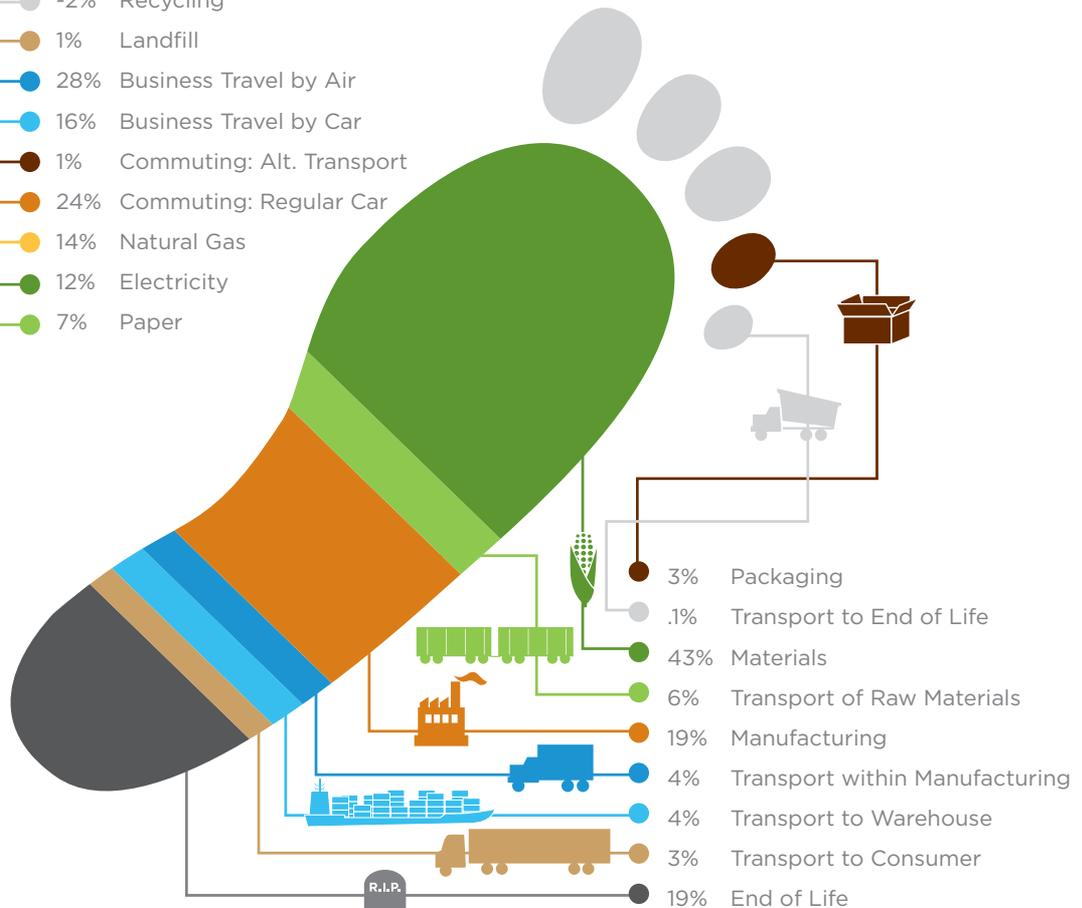 -2% Recycling
1% Landfill
28% Business Travel by Air
16% Business Travel by Car
1% Commuting: Alt. Transport
24% Commuting: Regular Car
14% Natural Gas
12% Electricity
7% Paper
3% Packaging
.1% Transport to End of Life
43% Materials
6% Transport of Raw Materials
19% Manufacturing
4% Transport within Manufacturing
4% Transport to Warehouse
3% Transport to Consumer
R.I.P.
19% End of Life